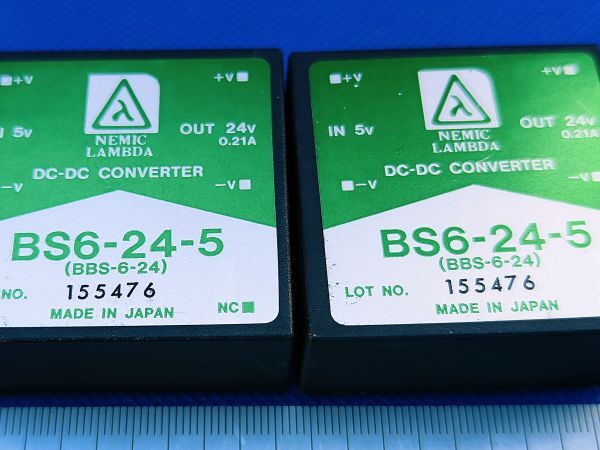 +V +V
NEMIC
LAMBDA
IN 5V OUT 24V
0.21A
DC-DC CONVERTER
-V -V
BS6-24-5
(BBS-6-24)
NO. 155476
MADE IN JAPAN NC
+V +V
NEMIC
LAMBDA
IN 5V OUT 24V
0.21A
DC-DC CONVERTER
-V -V
BS6-24-5
(BBS-6-24)
LOT NO. 155476
MADE IN JAPAN